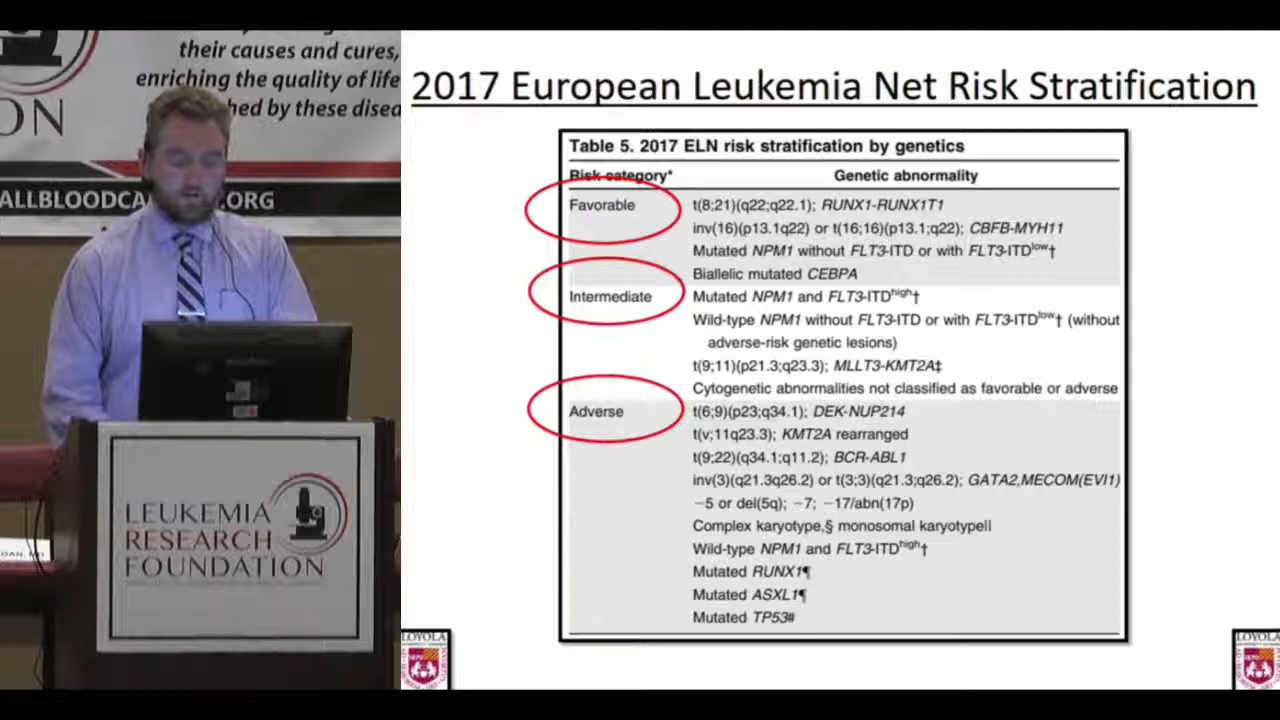 their causes and cures,
enriching the quality of life
hed by these disea
ON
ALLBLOODCA .ORG
LEUKEMIA
RESEARCH
FOUNDATION
2017 European Leukemia Net Risk Stratification
Table 5. 2017 ELN risk stratification by genetics
Risk category* Genetic abnormality
Favorable t(8;21)(q22;q22.1); RUNX1-RUNX1T1
inv(16)(p13.1q22) or t(16;16)(p13.1;q22); CBFB-MYH11
Mutated NPM1 without FLT3-ITD or with FLT3-ITDlow†
Biallelic mutated CEBPA
Intermediate Mutated NPM1 and FLT3-ITDhigh†
Wild-type NPM1 without FLT3-ITD or with FLT3-ITDlow† (without
adverse-risk genetic lesions)
t(9;11)(p21.3;q23.3); MLLT3-KMT2A‡
Cytogenetic abnormalities not classified as favorable or adverse
Adverse t(6;9)(p23;q34.1); DEK-NUP214
t(v;11q23.3); KMT2A rearranged
t(9;22)(q34.1;q11.2); BCR-ABL1
inv(3)(q21.3q26.2) or t(3;3)(q21.3;q26.2); GATA2,MECOM(EVI1)
−5 or del(5q); −7; −17/abn(17p)
Complex karyotype,§ monosomal karyotype‖
Wild-type NPM1 and FLT3-ITDhigh†
Mutated RUNX1¶
Mutated ASXL1¶
Mutated TP53#
LOYOLA
LOYOLA